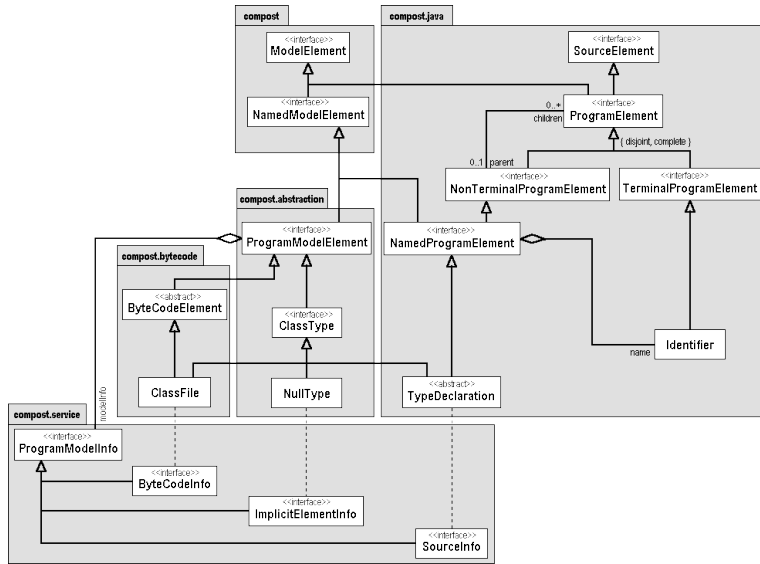 compost
compost.java
<<interface>>
ModelElement
<<interface>>
SourceElement
<<interface>>
NamedModelElement
<<interface>>
ProgramElement
0..*
children
{ disjoint, complete }
0..1 parent
<<interface>>
NonTerminalProgramElement
<<interface>>
TerminalProgramElement
compost.abstraction
<<interface>>
ProgramModelElement
<<interface>>
NamedProgramElement
compost.bytecode
<<abstract>>
ByteCodeElement
<<interface>>
ClassType
Identifier
name
ClassFile
NullType
<<abstract>>
TypeDeclaration
modelInfo
compost.service
<<interface>>
ProgramModelInfo
<<interface>>
ByteCodeInfo
<<interface>>
ImplicitElementInfo
<<interface>>
SourceInfo